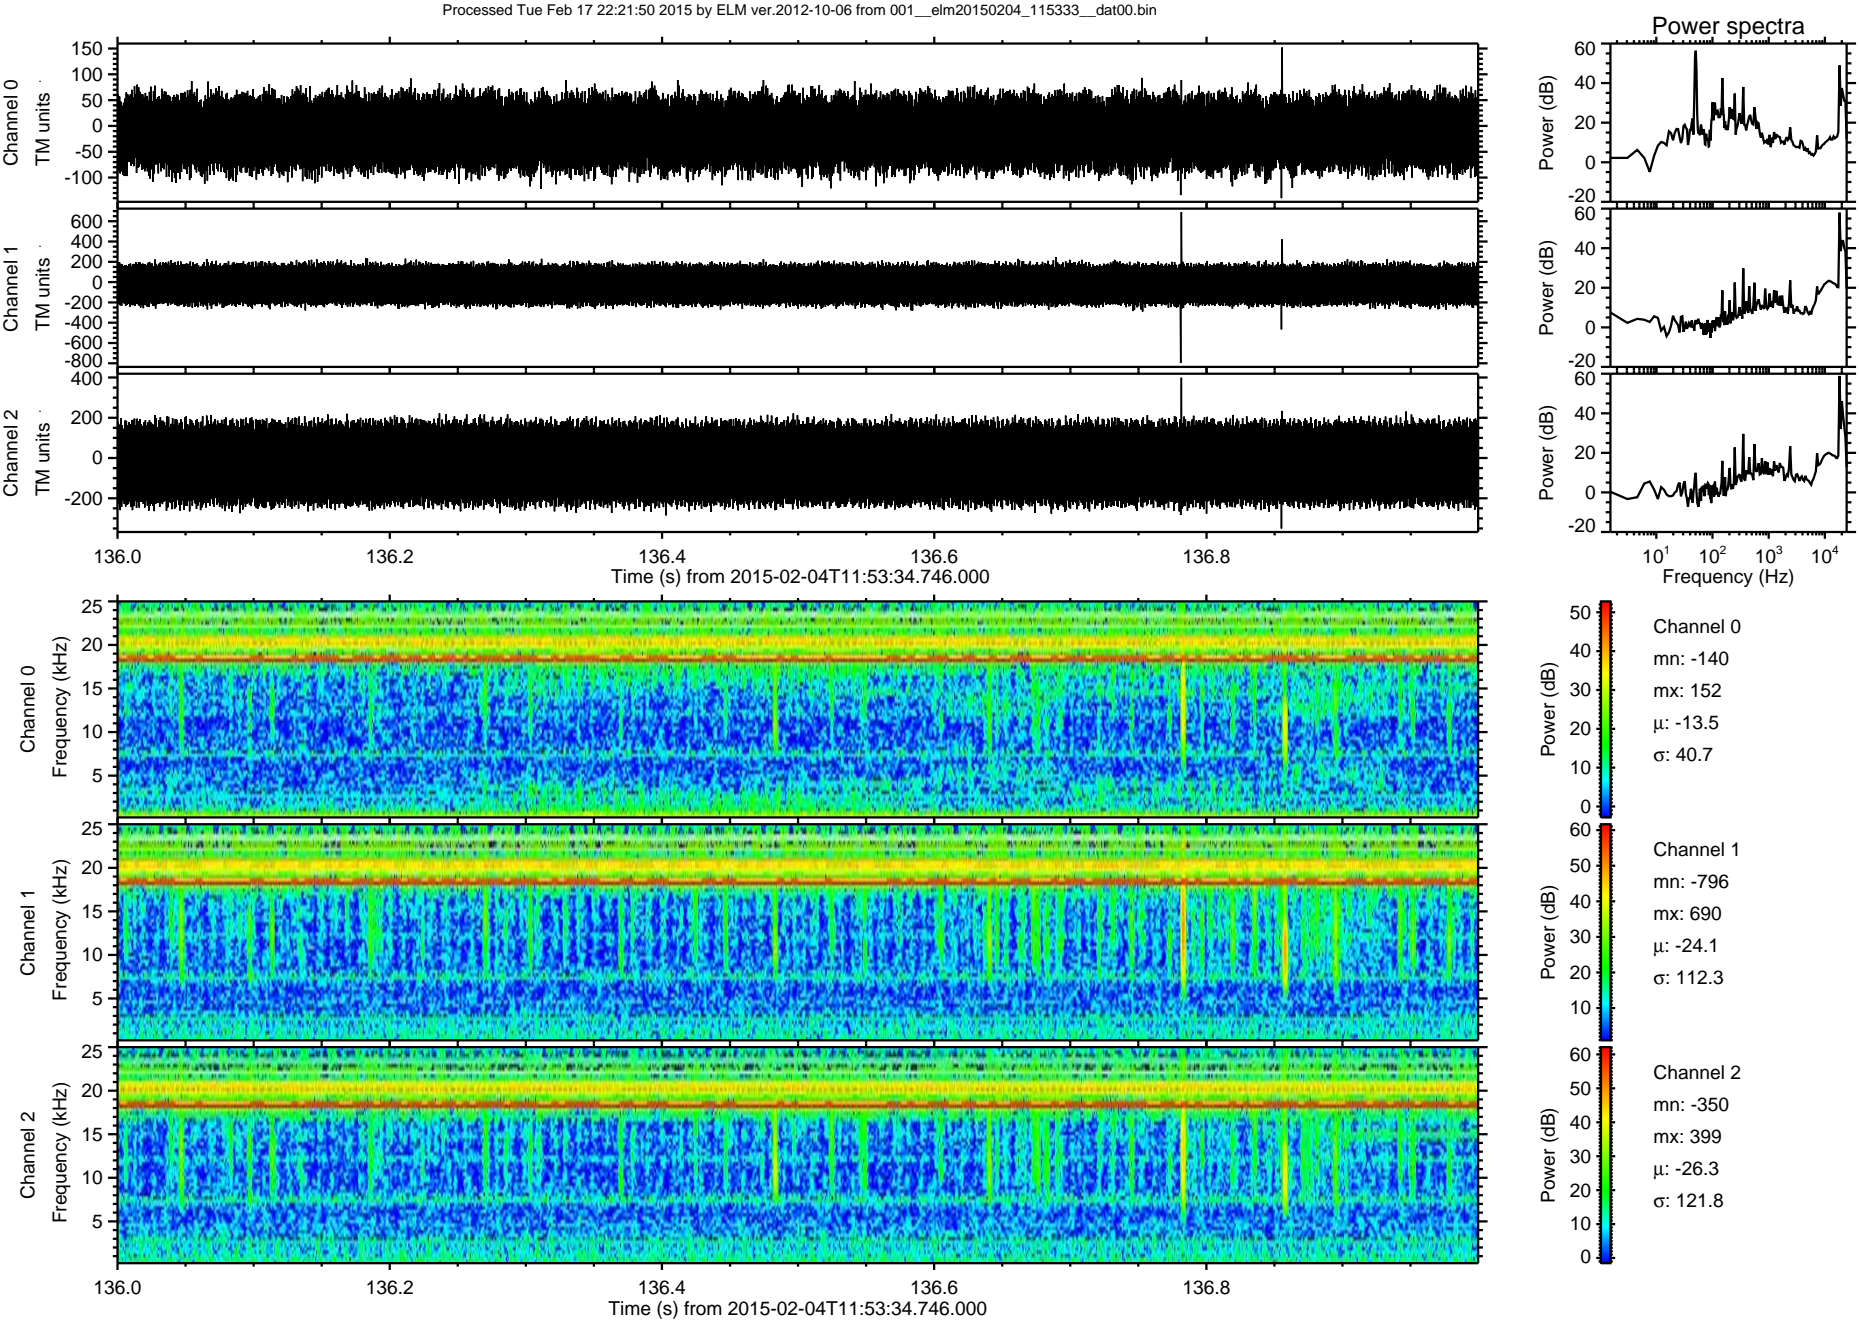 Processed Tue Feb 17 22:21:50 2015 by ELM ver.2012-10-06 from 001__elm20150204_115333__dat00.bin
Power spectra
Channel 0
TM units
150
100
50
0
-50
-100
Power (dB)
60
40
20
0
-20
Channel 1
TM units
600
400
200
0
-200
-400
-600
-800
Power (dB)
60
40
20
0
-20
Channel 2
TM units
400
200
0
-200
Power (dB)
60
40
20
0
-20
136.0 136.2 136.4 136.6 136.8
Time (s) from 2015-02-04T11:53:34.746.000
10¹ 10² 10³ 10⁴
Frequency (Hz)
Channel 0
Frequency (kHz)
25
20
15
10
5
Power (dB)
50
40
30
20
10
0
Channel 0
mn: -140
mx: 152
μ: -13.5
σ: 40.7
Channel 1
Frequency (kHz)
25
20
15
10
5
Power (dB)
60
50
40
30
20
10
Channel 1
mn: -796
mx: 690
μ: -24.1
σ: 112.3
Channel 2
Frequency (kHz)
25
20
15
10
5
Power (dB)
60
50
40
30
20
10
0
Channel 2
mn: -350
mx: 399
μ: -26.3
σ: 121.8
136.0 136.2 136.4 136.6 136.8
Time (s) from 2015-02-04T11:53:34.746.000